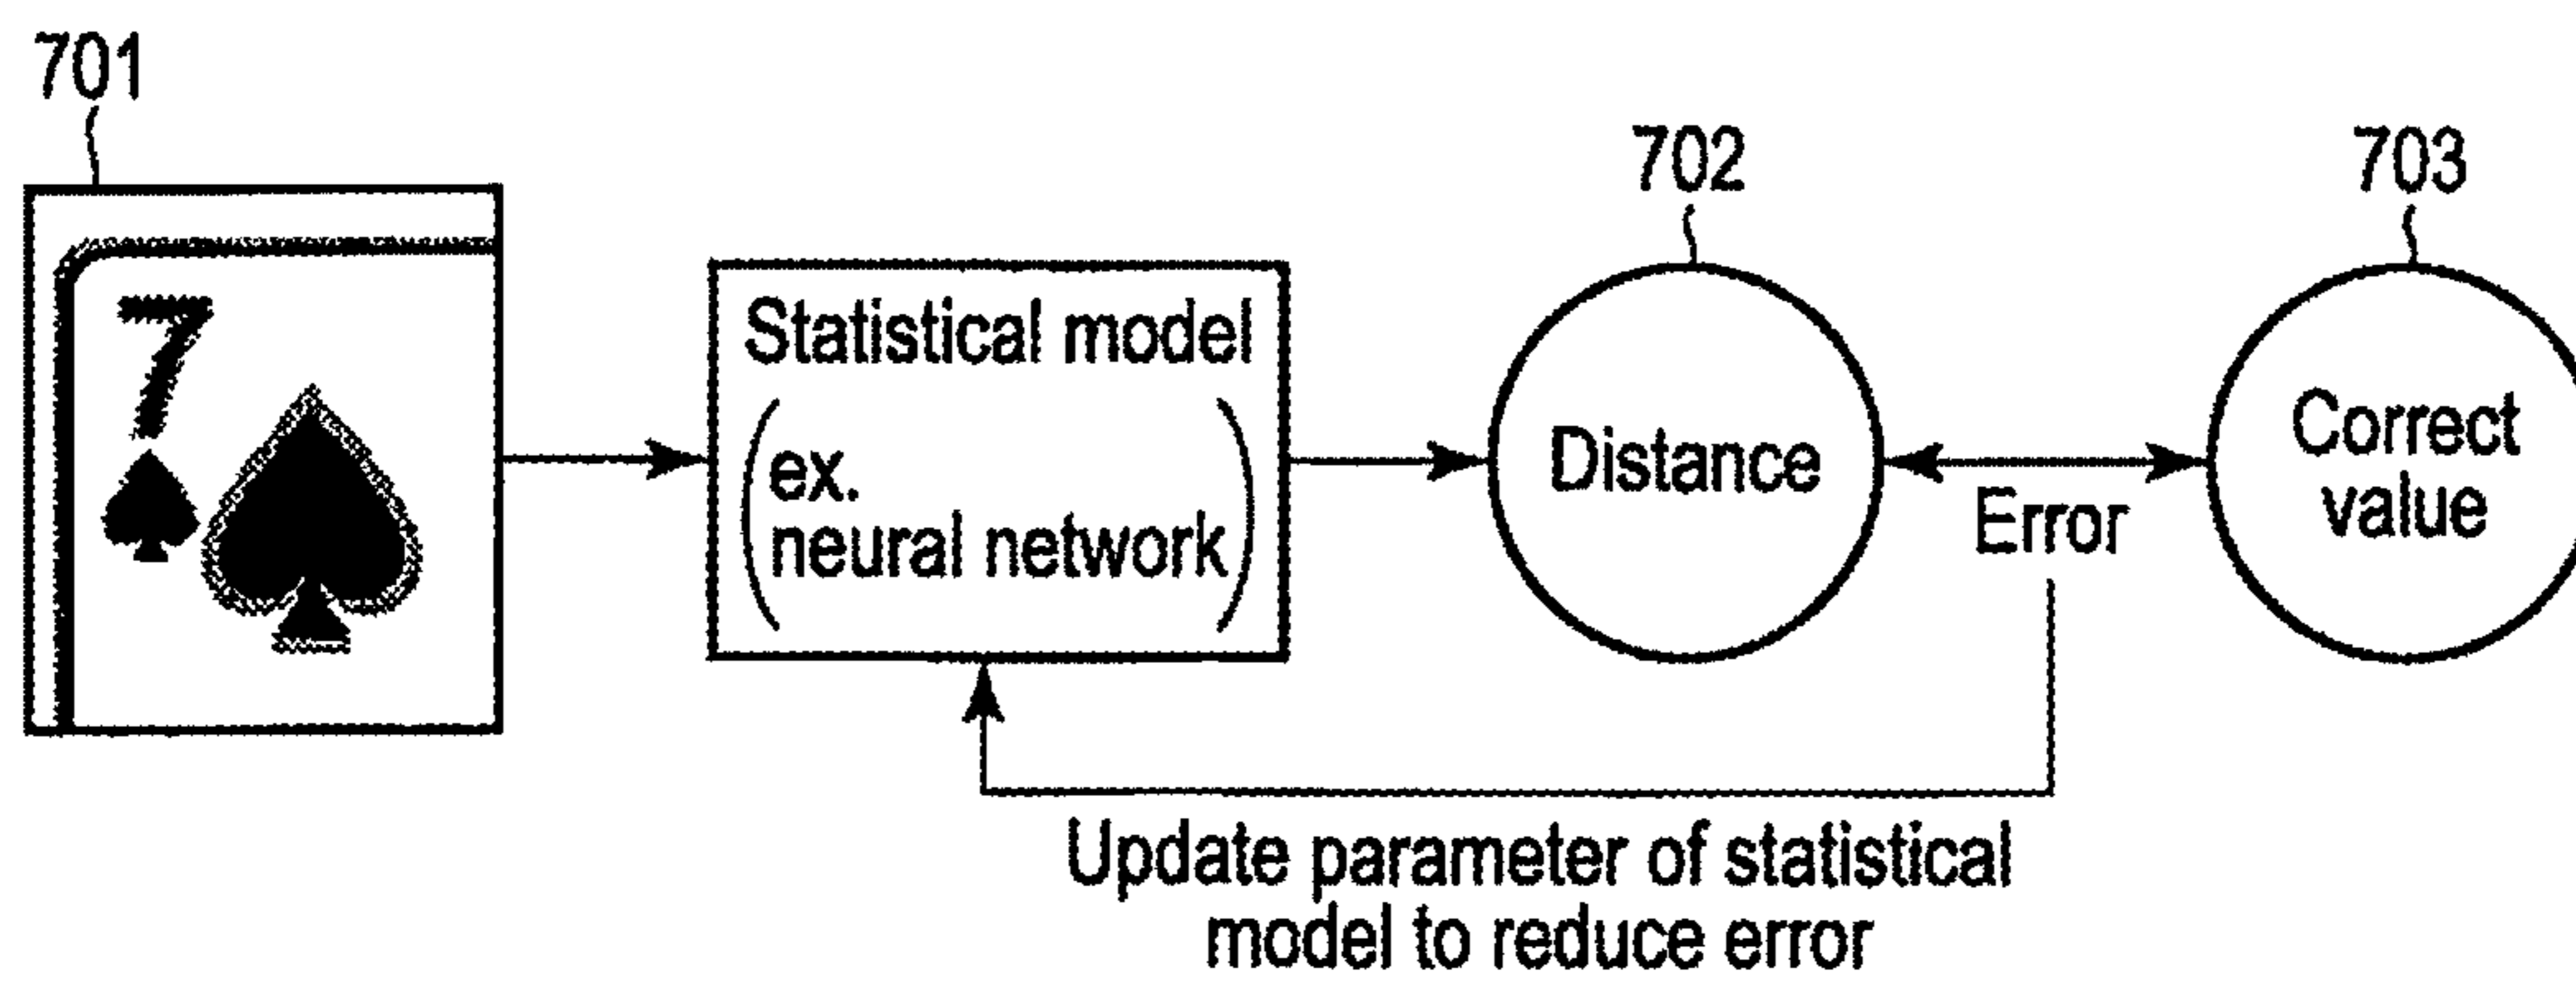 701
702
703
7
Statistical model
ex.
neural network
Distance
Error
Correct
value
Update parameter of statistical
model to reduce error